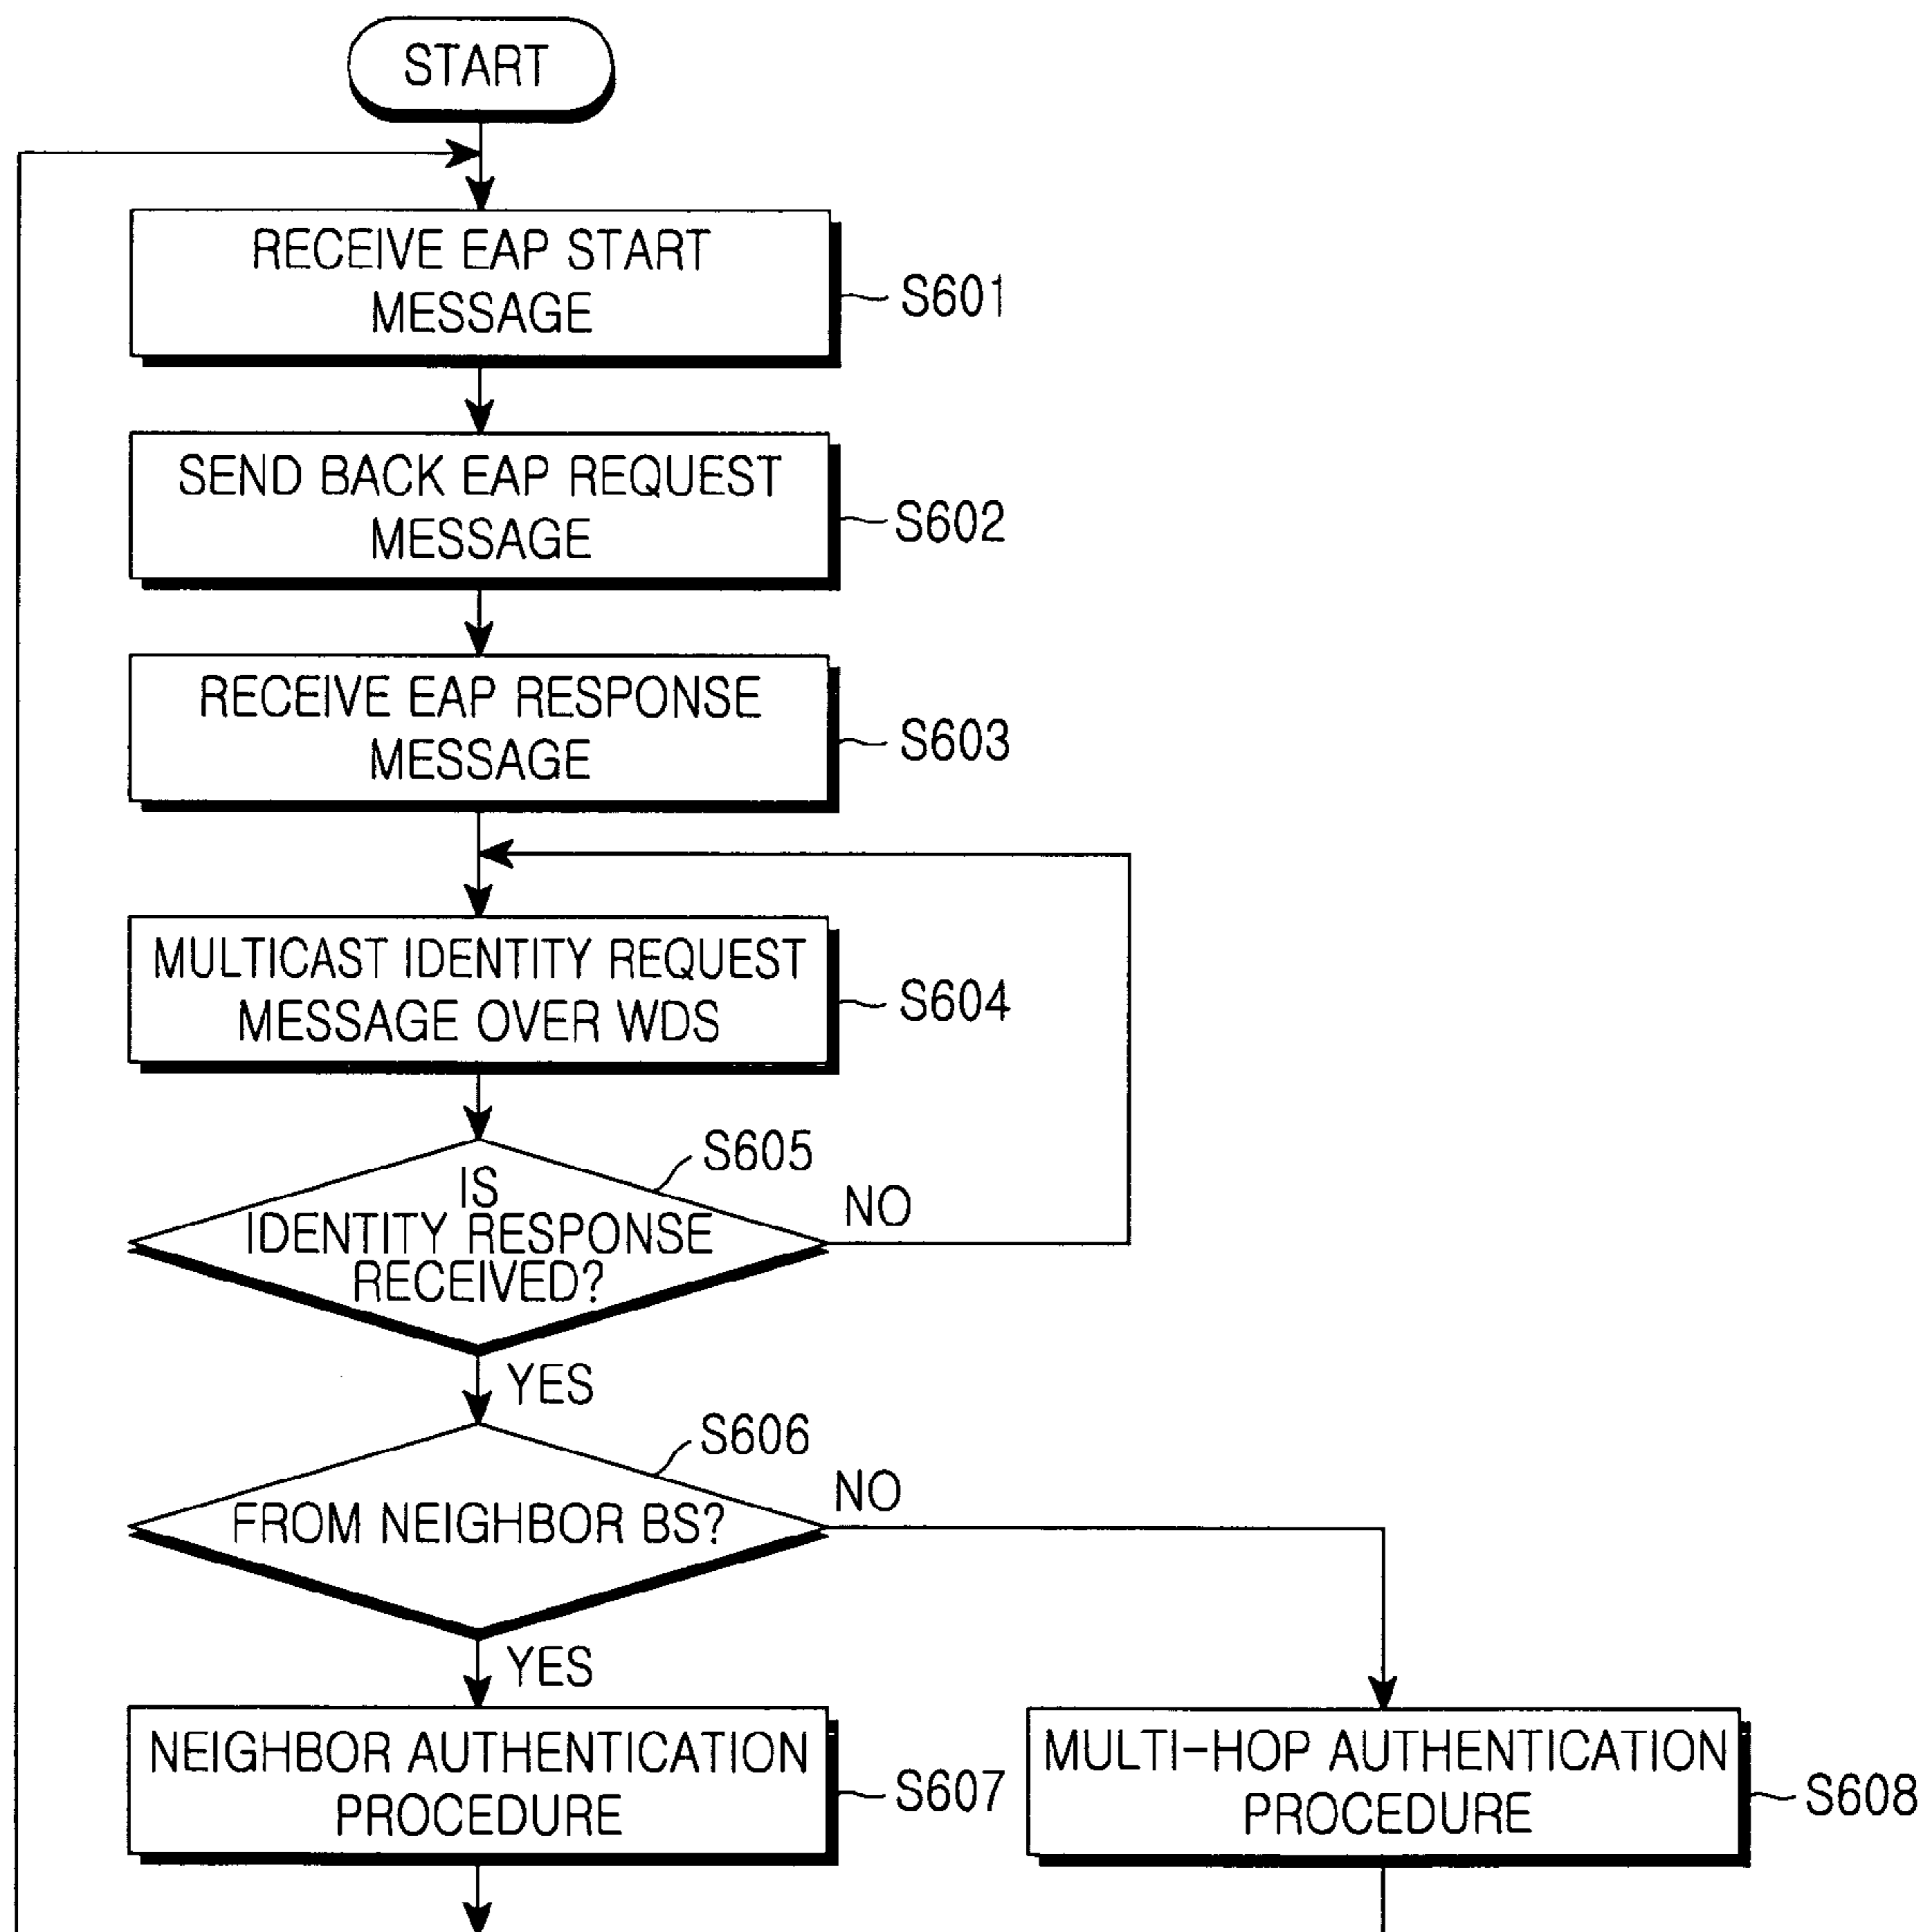 START
RECEIVE EAP START
MESSAGE
S601
SEND BACK EAP REQUEST
MESSAGE
S602
RECEIVE EAP RESPONSE
MESSAGE
S603
MULTICAST IDENTITY REQUEST
MESSAGE OVER WDS
S604
S605
IS
IDENTITY RESPONSE
RECEIVED?
NO
YES
S606
FROM NEIGHBOR BS?
NO
YES
NEIGHBOR AUTHENTICATION
PROCEDURE
S607
MULTI-HOP AUTHENTICATION
PROCEDURE
S608